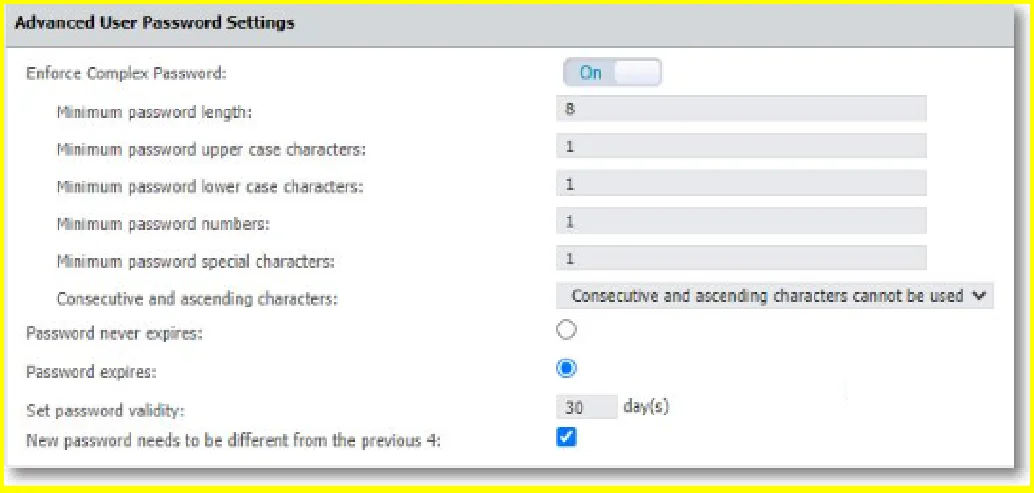 Advanced User Password Settings
Enforce Complex Password: On
Minimum password length: 8
Minimum password upper case characters: 1
Minimum password lower case characters: 1
Minimum password numbers: 1
Minimum password special characters: 1
Consecutive and ascending characters: Consecutive and ascending characters cannot be used
Password never expires:
Password expires:
Set password validity: 30 day(s)
New password needs to be different from the previous 4: